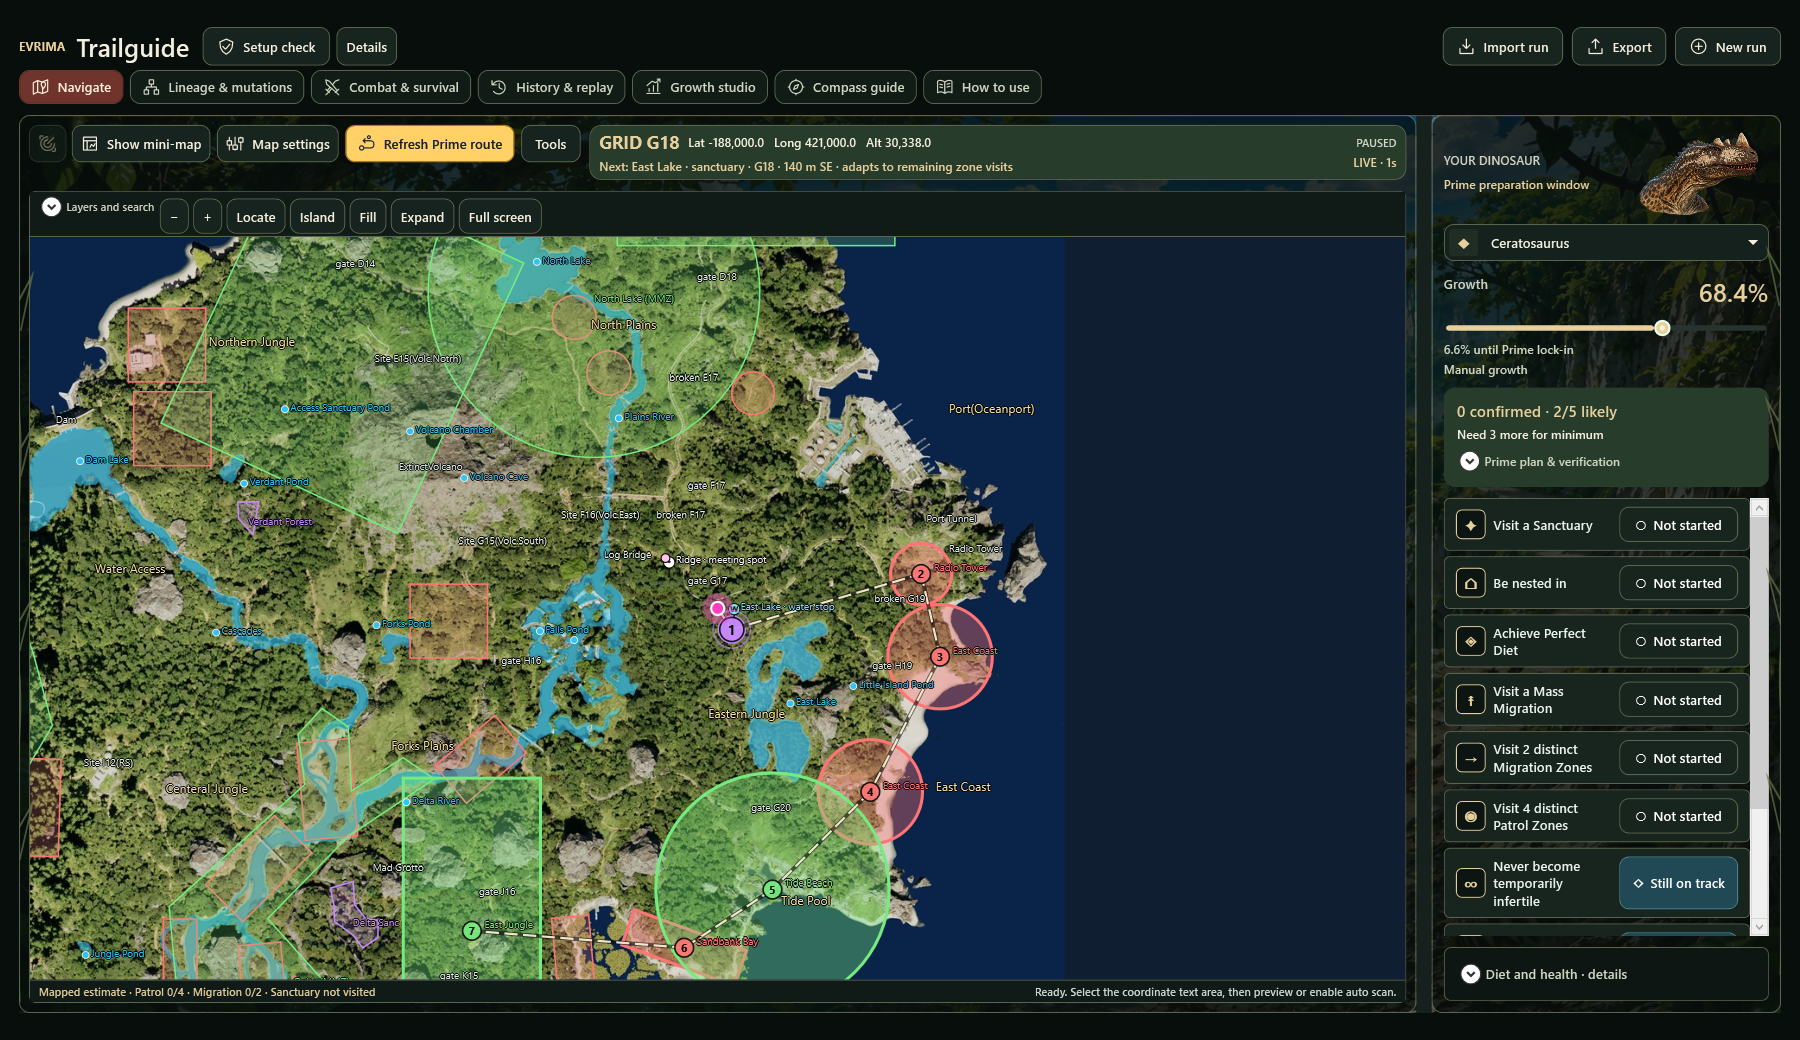 EVRIMA Trailguide
Setup check
Details
Import run
Export
New run
Navigate
Lineage & mutations
Combat & survival
History & replay
Growth studio
Compass guide
How to use
Show mini-map
Map settings
Refresh Prime route
Tools
GRID G18 Lat -188,000.0 Long 421,000.0 Alt 30,338.0
PAUSED
Next: East Lake · sanctuary · G18 · 140 m SE · adapts to remaining zone visits
LIVE · 1s
Layers and search
−
+
Locate
Island
Fill
Expand
Full screen
gate D14
North Lake
gate D18
North Lake (MMZ)
North Plains
Northern Jungle
Site E15(Volc.Notrh)
broken E17
Access Sanctuary Pond
Port(Oceanport)
Plains River
Dam
Volcano Chamber
Dam Lake
ExtinctVolcano
Volcano Cave
Verdant Pond
gate F17
Site F16(Volc.East)
broken F17
Verdant Forest
Port Tunnel
Site G15(Volc.South)
Radio Tower
Log Bridge
Ridge · meeting spot
Water Access
2
Radio Tower
gate G17
broken G19
W
East Lake · water stop
1
Cascades
Forks Pond
Falls Pond
3
East Coast
gate H16
gate H19
Little Island Pond
East Lake
Eastern Jungle
Forks Plains
Site I12(RS)
Centeral Jungle
4
East Coast
East Coast
Delta River
gate G20
Mad Grotto
gate J16
5
Tide Beach
Tide Pool
Delta Sanc
7
East Jungle
6
Sandbank Bay
Jungle Pond
gate K15
Mapped estimate · Patrol 0/4 · Migration 0/2 · Sanctuary not visited
Ready. Select the coordinate text area, then preview or enable auto scan.
YOUR DINOSAUR
Prime preparation window
Ceratosaurus
Growth
68.4%
6.6% until Prime lock-in
Manual growth
0 confirmed · 2/5 likely
Need 3 more for minimum
Prime plan & verification
Visit a Sanctuary
Not started
Be nested in
Not started
Achieve Perfect
Diet
Not started
Visit a Mass
Migration
Not started
Visit 2 distinct
Migration Zones
Not started
Visit 4 distinct
Patrol Zones
Not started
Never become
temporarily
infertile
Still on track
Diet and health · details